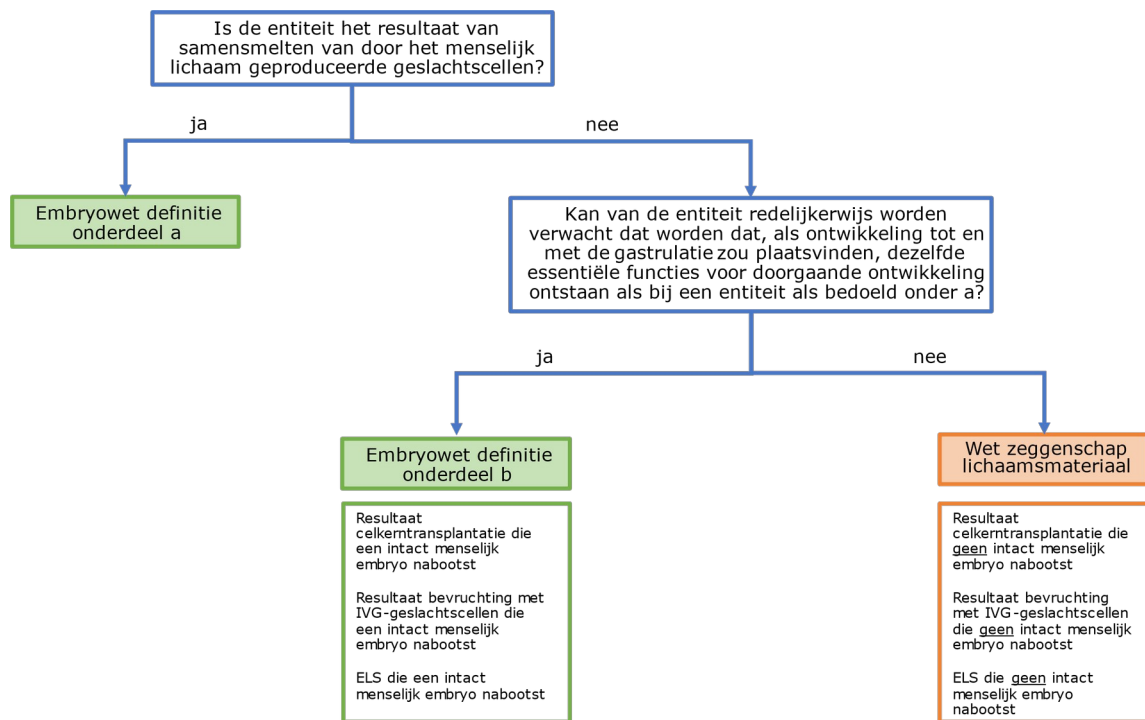 Is de entiteit het resultaat van
samensmelten van door het menselijk
lichaam geproduceerde geslachtscellen?
ja
nee
Embryowet definitie
onderdeel a
Kan van de entiteit redelijkerwijs worden
verwacht dat worden dat, als ontwikkeling tot en
met de gastrulatie zou plaatsvinden, dezelfde
essentiële functies voor doorgaande ontwikkeling
ontstaan als bij een entiteit als bedoeld onder a?
ja
nee
Embryowet definitie
onderdeel b
Wet zeggenschap
lichaamsmateriaal
Resultaat
celkerntransplantatie die
een intact menselijk
embryo nabootst
Resultaat bevruchting met
IVG-geslachtscellen die
een intact menselijk
embryo nabootst
ELS die een intact
menselijk embryo nabootst
Resultaat
celkerntransplantatie die
geen intact menselijk
embryo nabootst
Resultaat bevruchting
met IVG-geslachtscellen
die geen intact menselijk
embryo nabootst
ELS die geen intact
menselijk embryo
nabootst